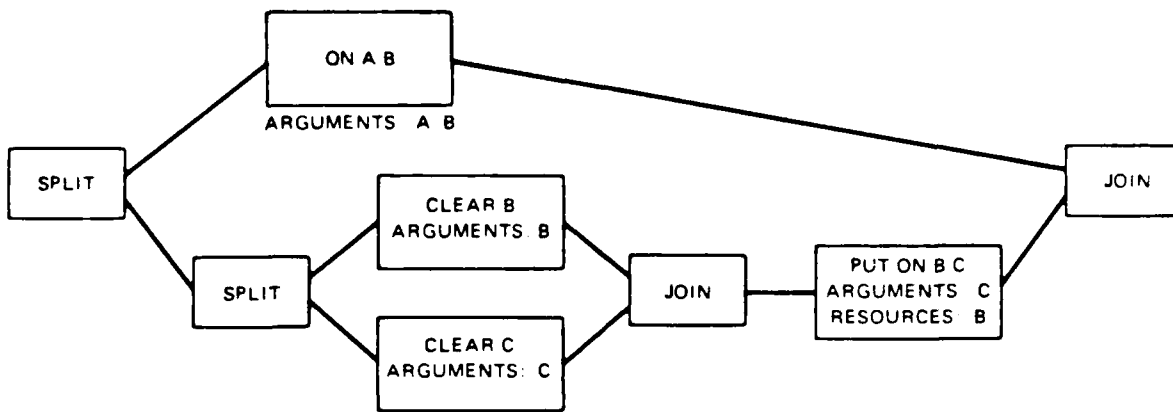 ON A B
ARGUMENTS A B
SPLIT
JOIN
CLEAR B
ARGUMENTS: B
SPLIT
JOIN
PUT ON B C
ARGUMENTS C
RESOURCES: B
CLEAR C
ARGUMENTS: C